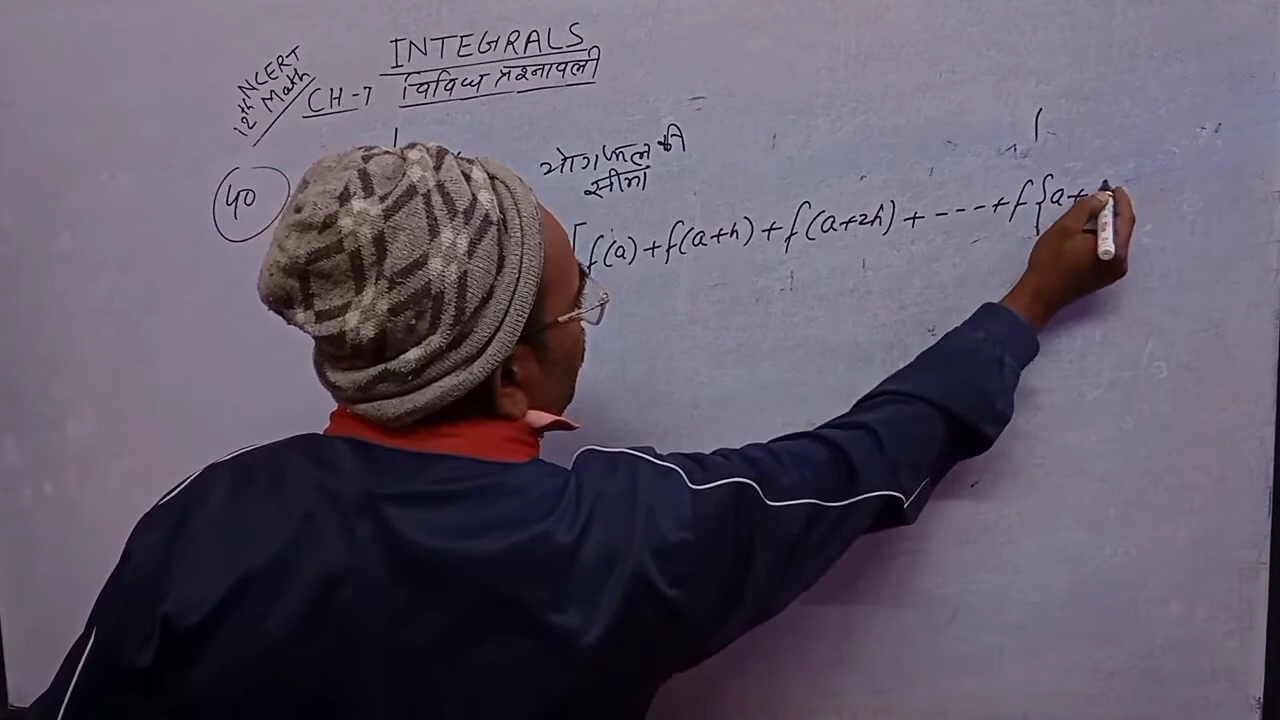 INTEGRALS
12th NCERT
Math
CH-7 विविध प्रश्नावली
40
योगफल की
सीमा
[f(a)+f(a+h)+f(a+2h)+---+f{a+